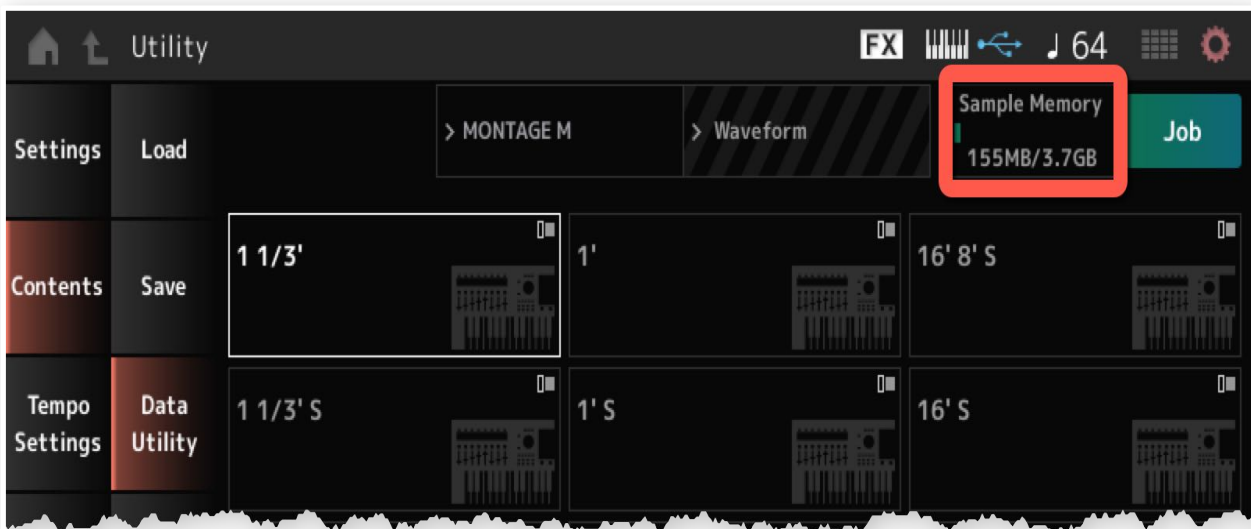 Utility
FX
64
Settings
Load
> MONTAGE M
> Waveform
Sample Memory
155MB/3.7GB
Job
Contents
Save
1 1/3'
1'
16' 8' S
Tempo
Settings
Data
Utility
1 1/3' S
1' S
16' S